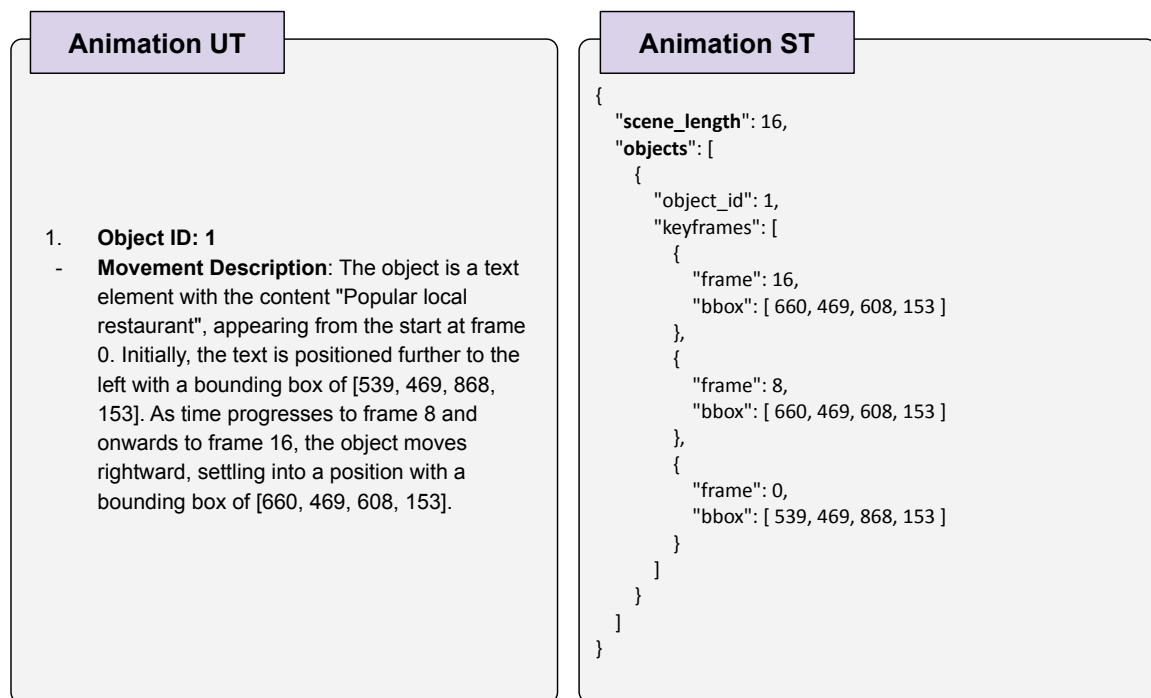 Animation UT
1. Object ID: 1
- Movement Description: The object is a text
element with the content "Popular local
restaurant", appearing from the start at frame
0. Initially, the text is positioned further to the
left with a bounding box of [539, 469, 868,
153]. As time progresses to frame 8 and
onwards to frame 16, the object moves
rightward, settling into a position with a
bounding box of [660, 469, 608, 153].
Animation ST
{
"scene_length": 16,
"objects": [
{
"object_id": 1,
"keyframes": [
{
"frame": 16,
"bbox": [ 660, 469, 608, 153 ]
},
{
"frame": 8,
"bbox": [ 660, 469, 608, 153 ]
},
{
"frame": 0,
"bbox": [ 539, 469, 868, 153 ]
}
]
}
]
}